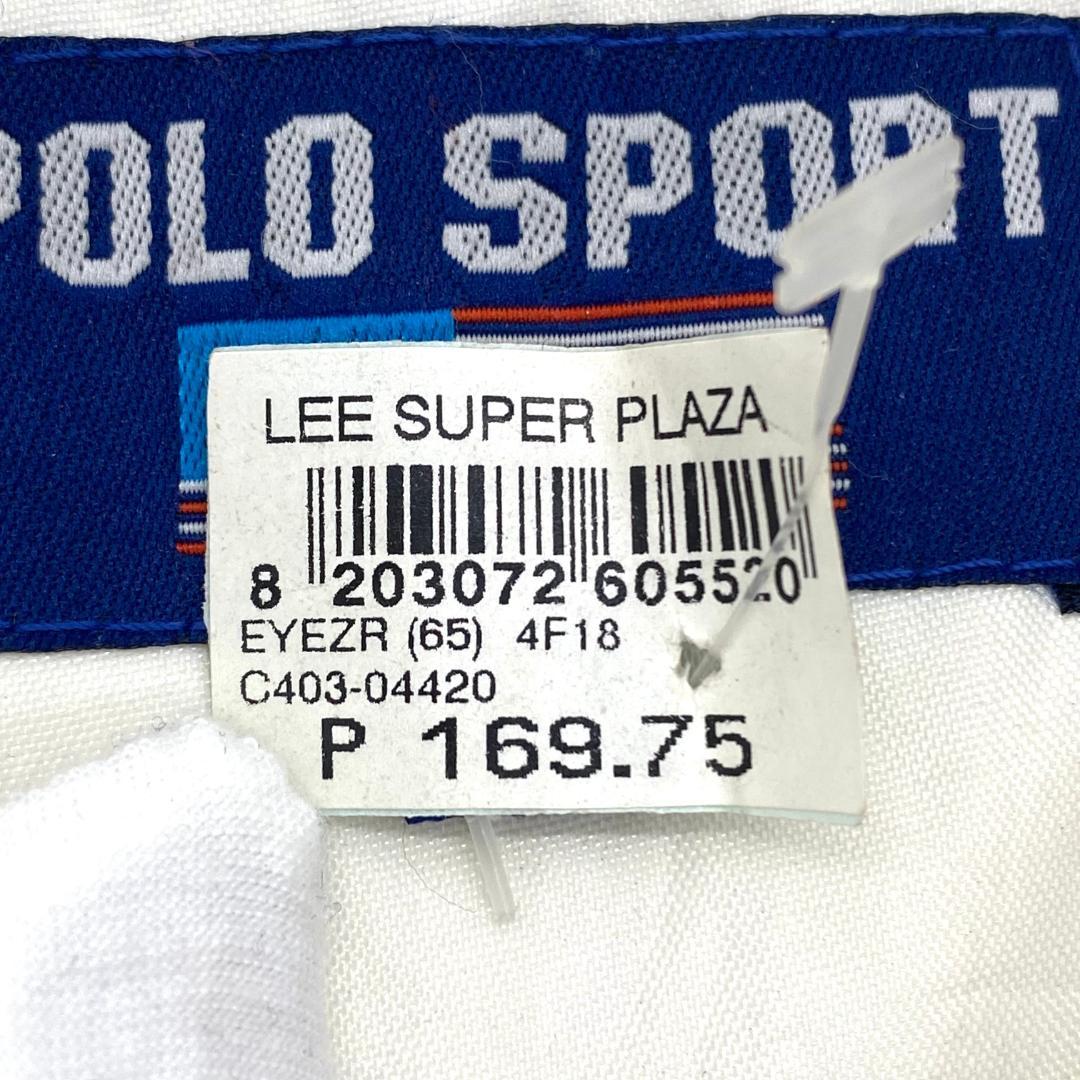 POLO SPORT
LEE SUPER PLAZA
8 203072 605520
EYEZR (65) 4F18
C403-04420
P 169.75